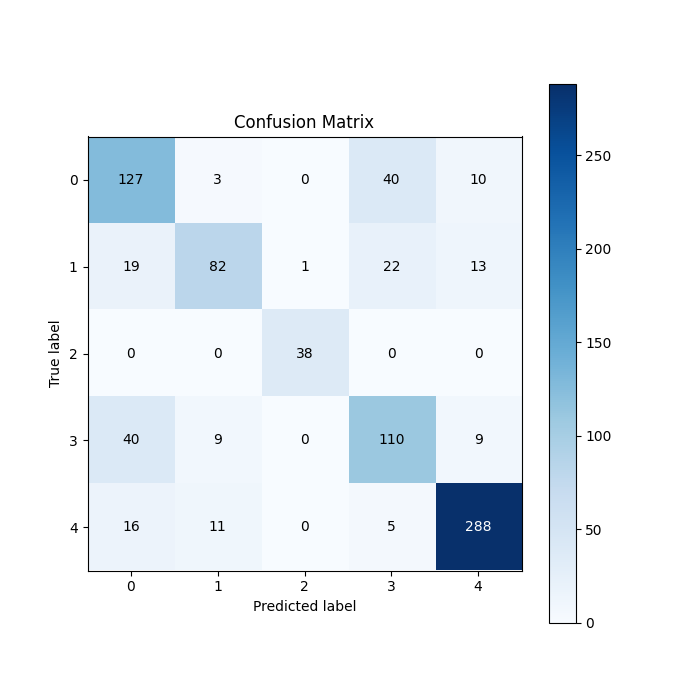 Confusion Matrix
True label
0 127 3 0 40 10
1 19 82 1 22 13
2 0 0 38 0 0
3 40 9 0 110 9
4 16 11 0 5 288
0 1 2 3 4
Predicted label
250
200
150
100
50
0